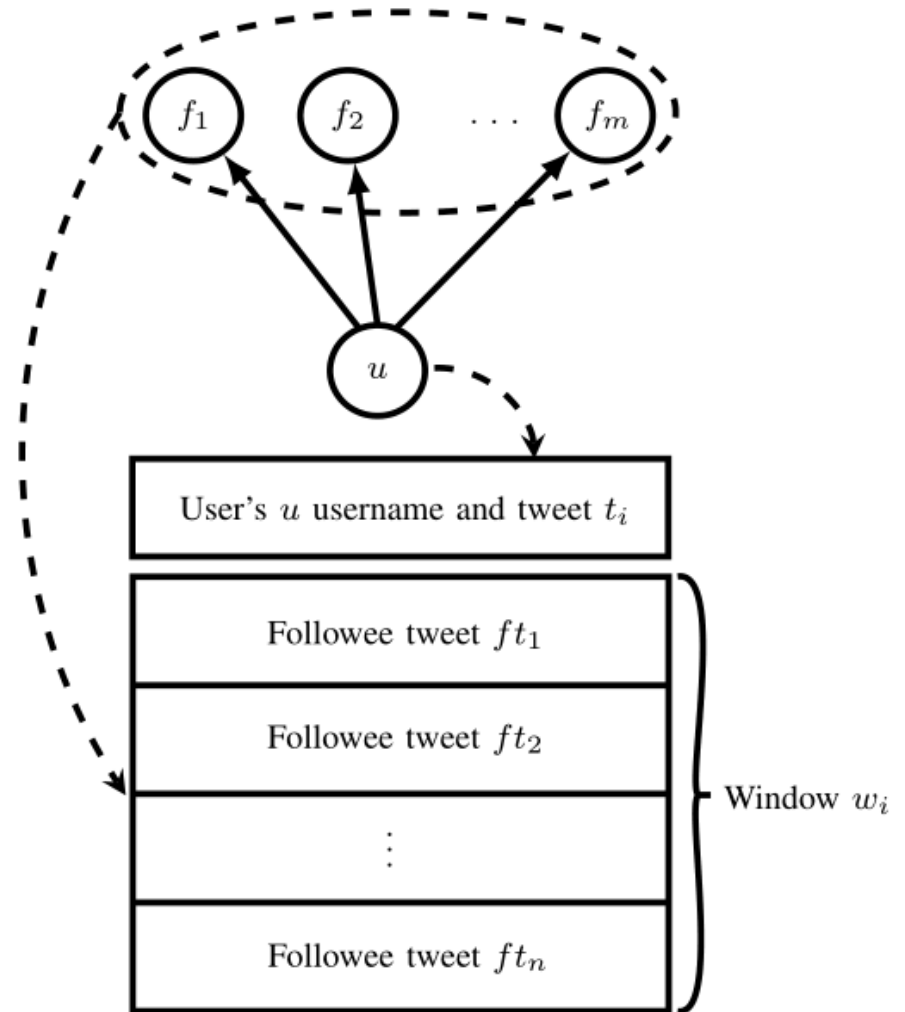 f1 f2 ... fm
u
User's u username and tweet ti
Followee tweet ft1
Followee tweet ft2
Window wi
⋮
Followee tweet ftn